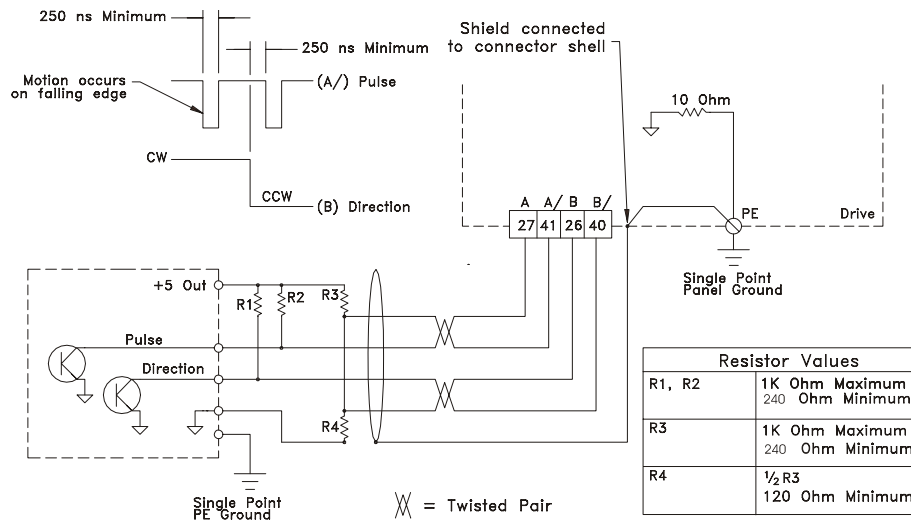 250 ns Minimum
250 ns Minimum
Motion occurs
on falling edge
(A/) Pulse
CW
CCW
(B) Direction
Shield connected
to connector shell
10 Ohm
A A/ B B/
27 41 26 40
PE
Drive
Single Point
Panel Ground
+5 Out
R1
R2
R3
Pulse
Direction
R4
Single Point
PE Ground
= Twisted Pair
Resistor Values
R1, R2
1K Ohm Maximum
240 Ohm Minimum
R3
1K Ohm Maximum
240 Ohm Minimum
R4
½ R3
120 Ohm Minimum